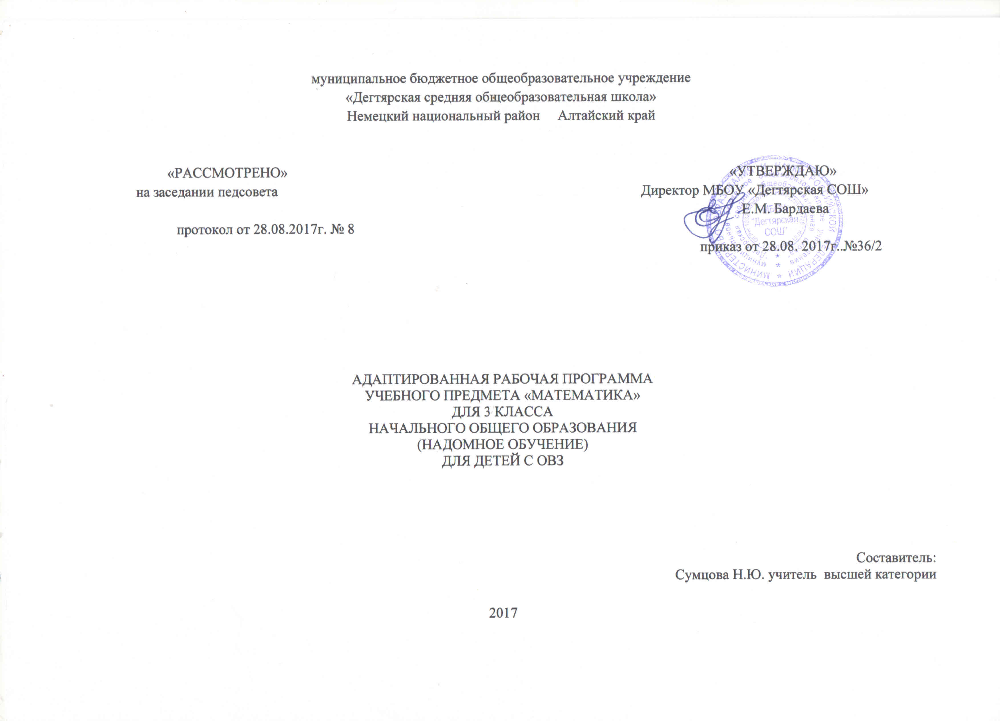 муниципальное бюджетное общеобразовательное учреждение
«Дегтярская средняя общеобразовательная школа»
Немецкий национальный район Алтайский край
«РАССМОТРЕНО»
на заседании педсовета
протокол от 28.08.2017г. № 8
«УТВЕРЖДАЮ»
Директор МБОУ «Дегтярская СОШ»
Е.М. Бардаева
приказ от 28.08. 2017г..№36/2
МБОУ
"Дегтярская
СОШ"
АДАПТИРОВАННАЯ РАБОЧАЯ ПРОГРАММА
УЧЕБНОГО ПРЕДМЕТА «МАТЕМАТИКА»
ДЛЯ 3 КЛАССА
НАЧАЛЬНОГО ОБЩЕГО ОБРАЗОВАНИЯ
(НАДОМНОЕ ОБУЧЕНИЕ)
ДЛЯ ДЕТЕЙ С ОВЗ
Составитель:
Сумцова Н.Ю. учитель высшей категории
2017